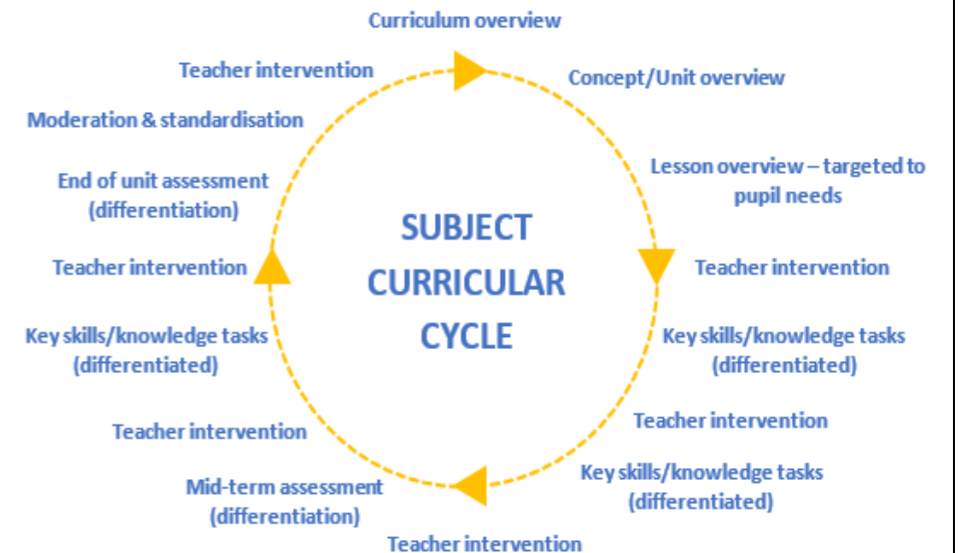 Curriculum overview
Concept/Unit overview
Lesson overview – targeted to
pupil needs
Teacher intervention
Key skills/knowledge tasks
(differentiated)
Teacher intervention
Key skills/knowledge tasks
(differentiated)
Teacher intervention
Mid-term assessment
(differentiation)
Teacher intervention
Key skills/knowledge tasks
(differentiated)
Teacher intervention
End of unit assessment
(differentiation)
Moderation & standardisation
Teacher intervention
SUBJECT
CURRICULAR
CYCLE